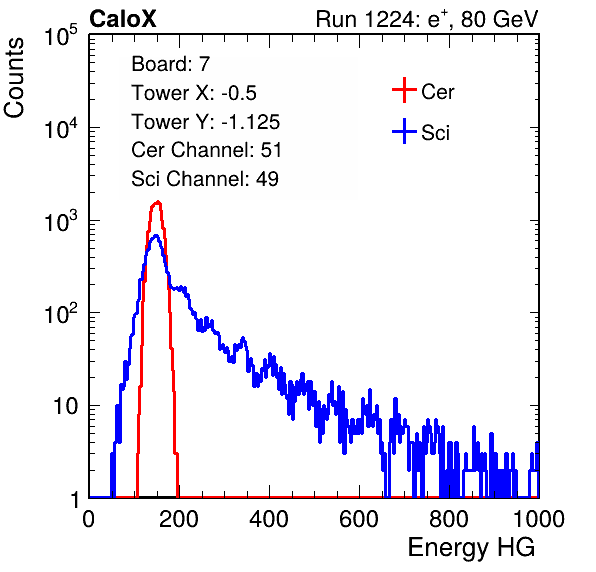 CaloX Run 1224: e⁺, 80 GeV
Counts
Board: 7
Tower X: -0.5
Tower Y: -1.125
Cer Channel: 51
Sci Channel: 49
Cer
Sci
10⁵
10⁴
10³
10²
10
1
0 200 400 600 800 1000
Energy HG